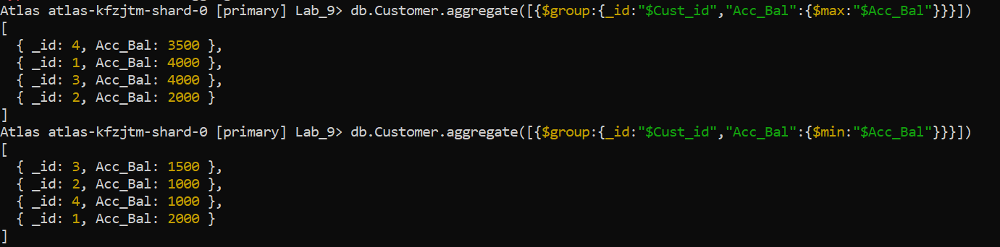 Atlas atlas-kfzjtm-shard-0 [primary] Lab_9> db.Customer.aggregate([{$group:{_id:"$Cust_id","Acc_Bal":{$max:"$Acc_Bal"}}}])
[
  { _id: 4, Acc_Bal: 3500 },
  { _id: 1, Acc_Bal: 4000 },
  { _id: 3, Acc_Bal: 4000 },
  { _id: 2, Acc_Bal: 2000 }
]
Atlas atlas-kfzjtm-shard-0 [primary] Lab_9> db.Customer.aggregate([{$group:{_id:"$Cust_id","Acc_Bal":{$min:"$Acc_Bal"}}}])
[
  { _id: 3, Acc_Bal: 1500 },
  { _id: 2, Acc_Bal: 1000 },
  { _id: 4, Acc_Bal: 1000 },
  { _id: 1, Acc_Bal: 2000 }
]